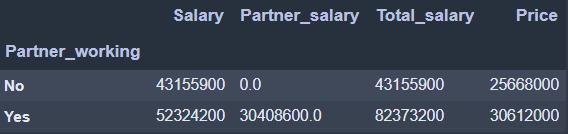 Salary Partner_salary Total_salary Price
Partner_working
No 43155900 0.0 43155900 25668000
Yes 52324200 30408600.0 82373200 30612000